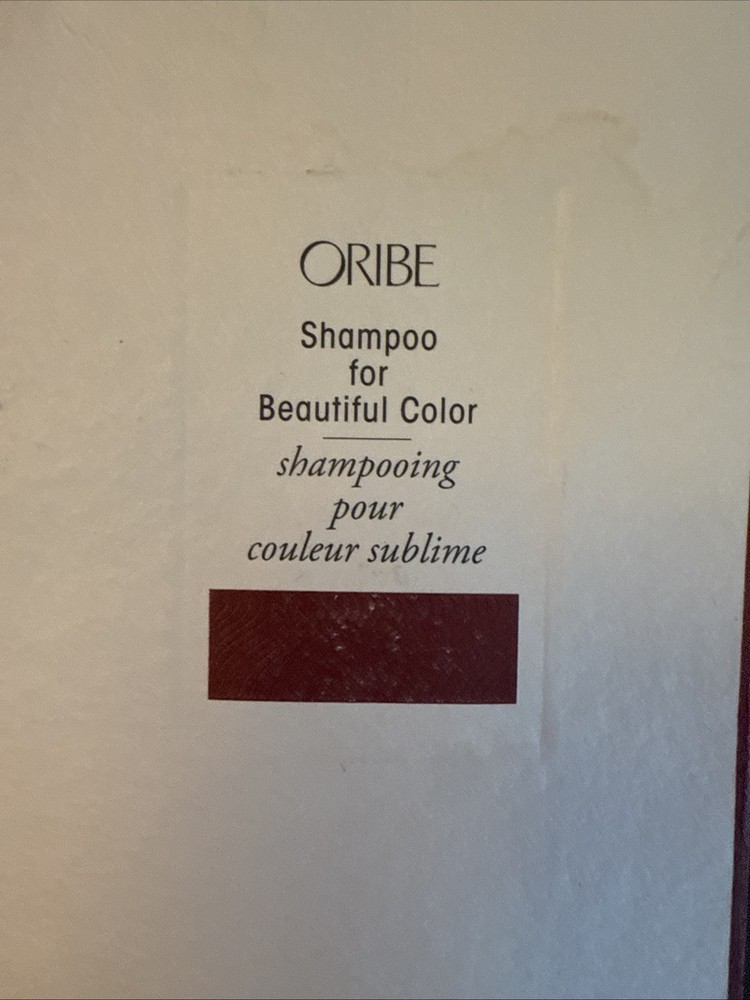 ORIBE
Shampoo
for
Beautiful Color
shampooing
pour
couleur sublime